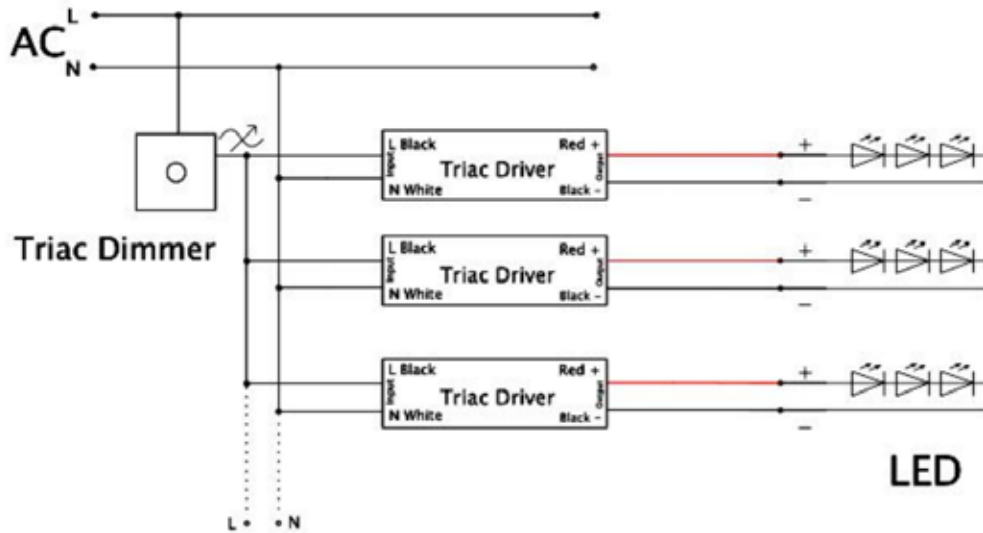 L
AC
N
L Black
Red +
Input
Triac Driver
Output
N White
Black -
Triac Dimmer
+
-
L Black
Red +
Input
Triac Driver
Output
N White
Black -
+
-
L Black
Red +
Input
Triac Driver
Output
N White
Black -
+
-
LED
L
N